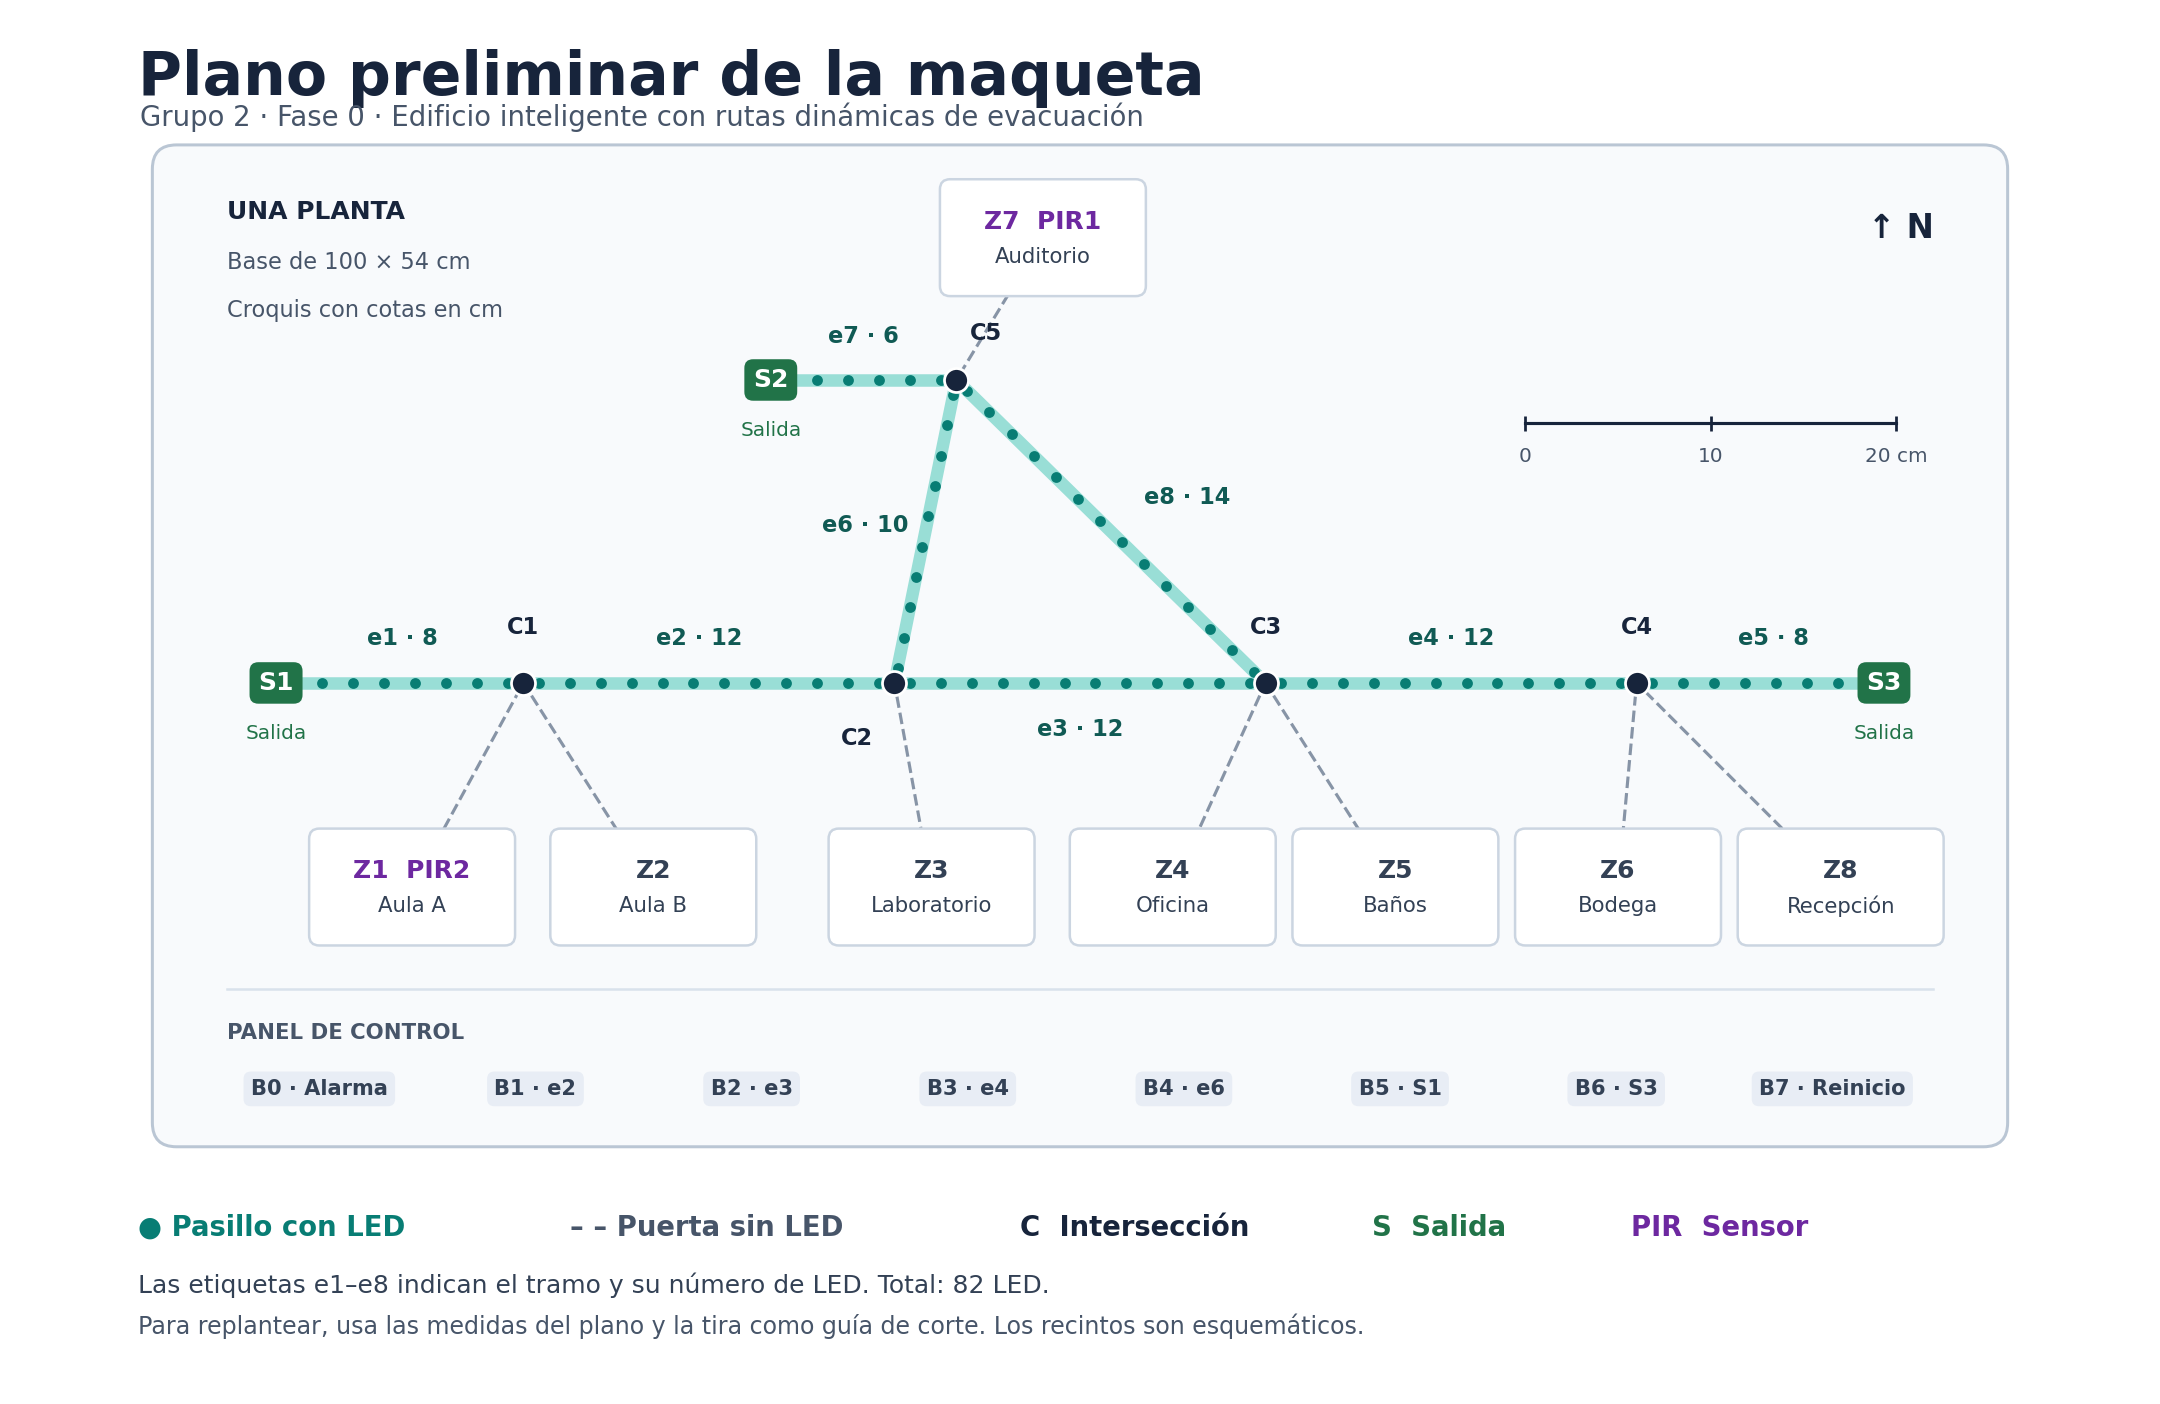 Plano preliminar de la maqueta
Grupo 2 · Fase 0 · Edificio inteligente con rutas dinámicas de evacuación
UNA PLANTA
Base de 100 × 54 cm
Croquis con cotas en cm
Z7 PIR1
Auditorio
↑ N
C5
e7 · 6
S2
Salida
0 10 20 cm
e8 · 14
e6 · 10
e1 · 8
C1
e2 · 12
C3
e4 · 12
C4
e5 · 8
S1
S3
Salida
C2
e3 · 12
Salida
Z1 PIR2
Aula A
Z2
Aula B
Z3
Laboratorio
Z4
Oficina
Z5
Baños
Z6
Bodega
Z8
Recepción
PANEL DE CONTROL
B0 · Alarma
B1 · e2
B2 · e3
B3 · e4
B4 · e6
B5 · S1
B6 · S3
B7 · Reinicio
● Pasillo con LED
– – Puerta sin LED
C Intersección
S Salida
PIR Sensor
Las etiquetas e1–e8 indican el tramo y su número de LED. Total: 82 LED.
Para replantear, usa las medidas del plano y la tira como guía de corte. Los recintos son esquemáticos.